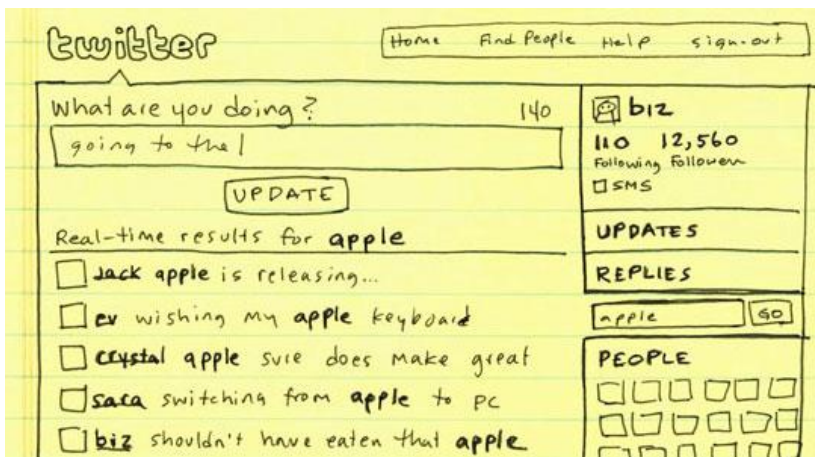 twitter
Home Find People Help sign-out
What are you doing? 140
going to the
UPDATE
Real-time results for apple
Jack apple is releasing...
ev wishing my apple keyboard
crystal apple sure does make great
sara switching from apple to PC
biz shouldn't have eaten that apple
biz
110 12,560
Following Followers
SMS
UPDATES
REPLIES
apple GO
PEOPLE